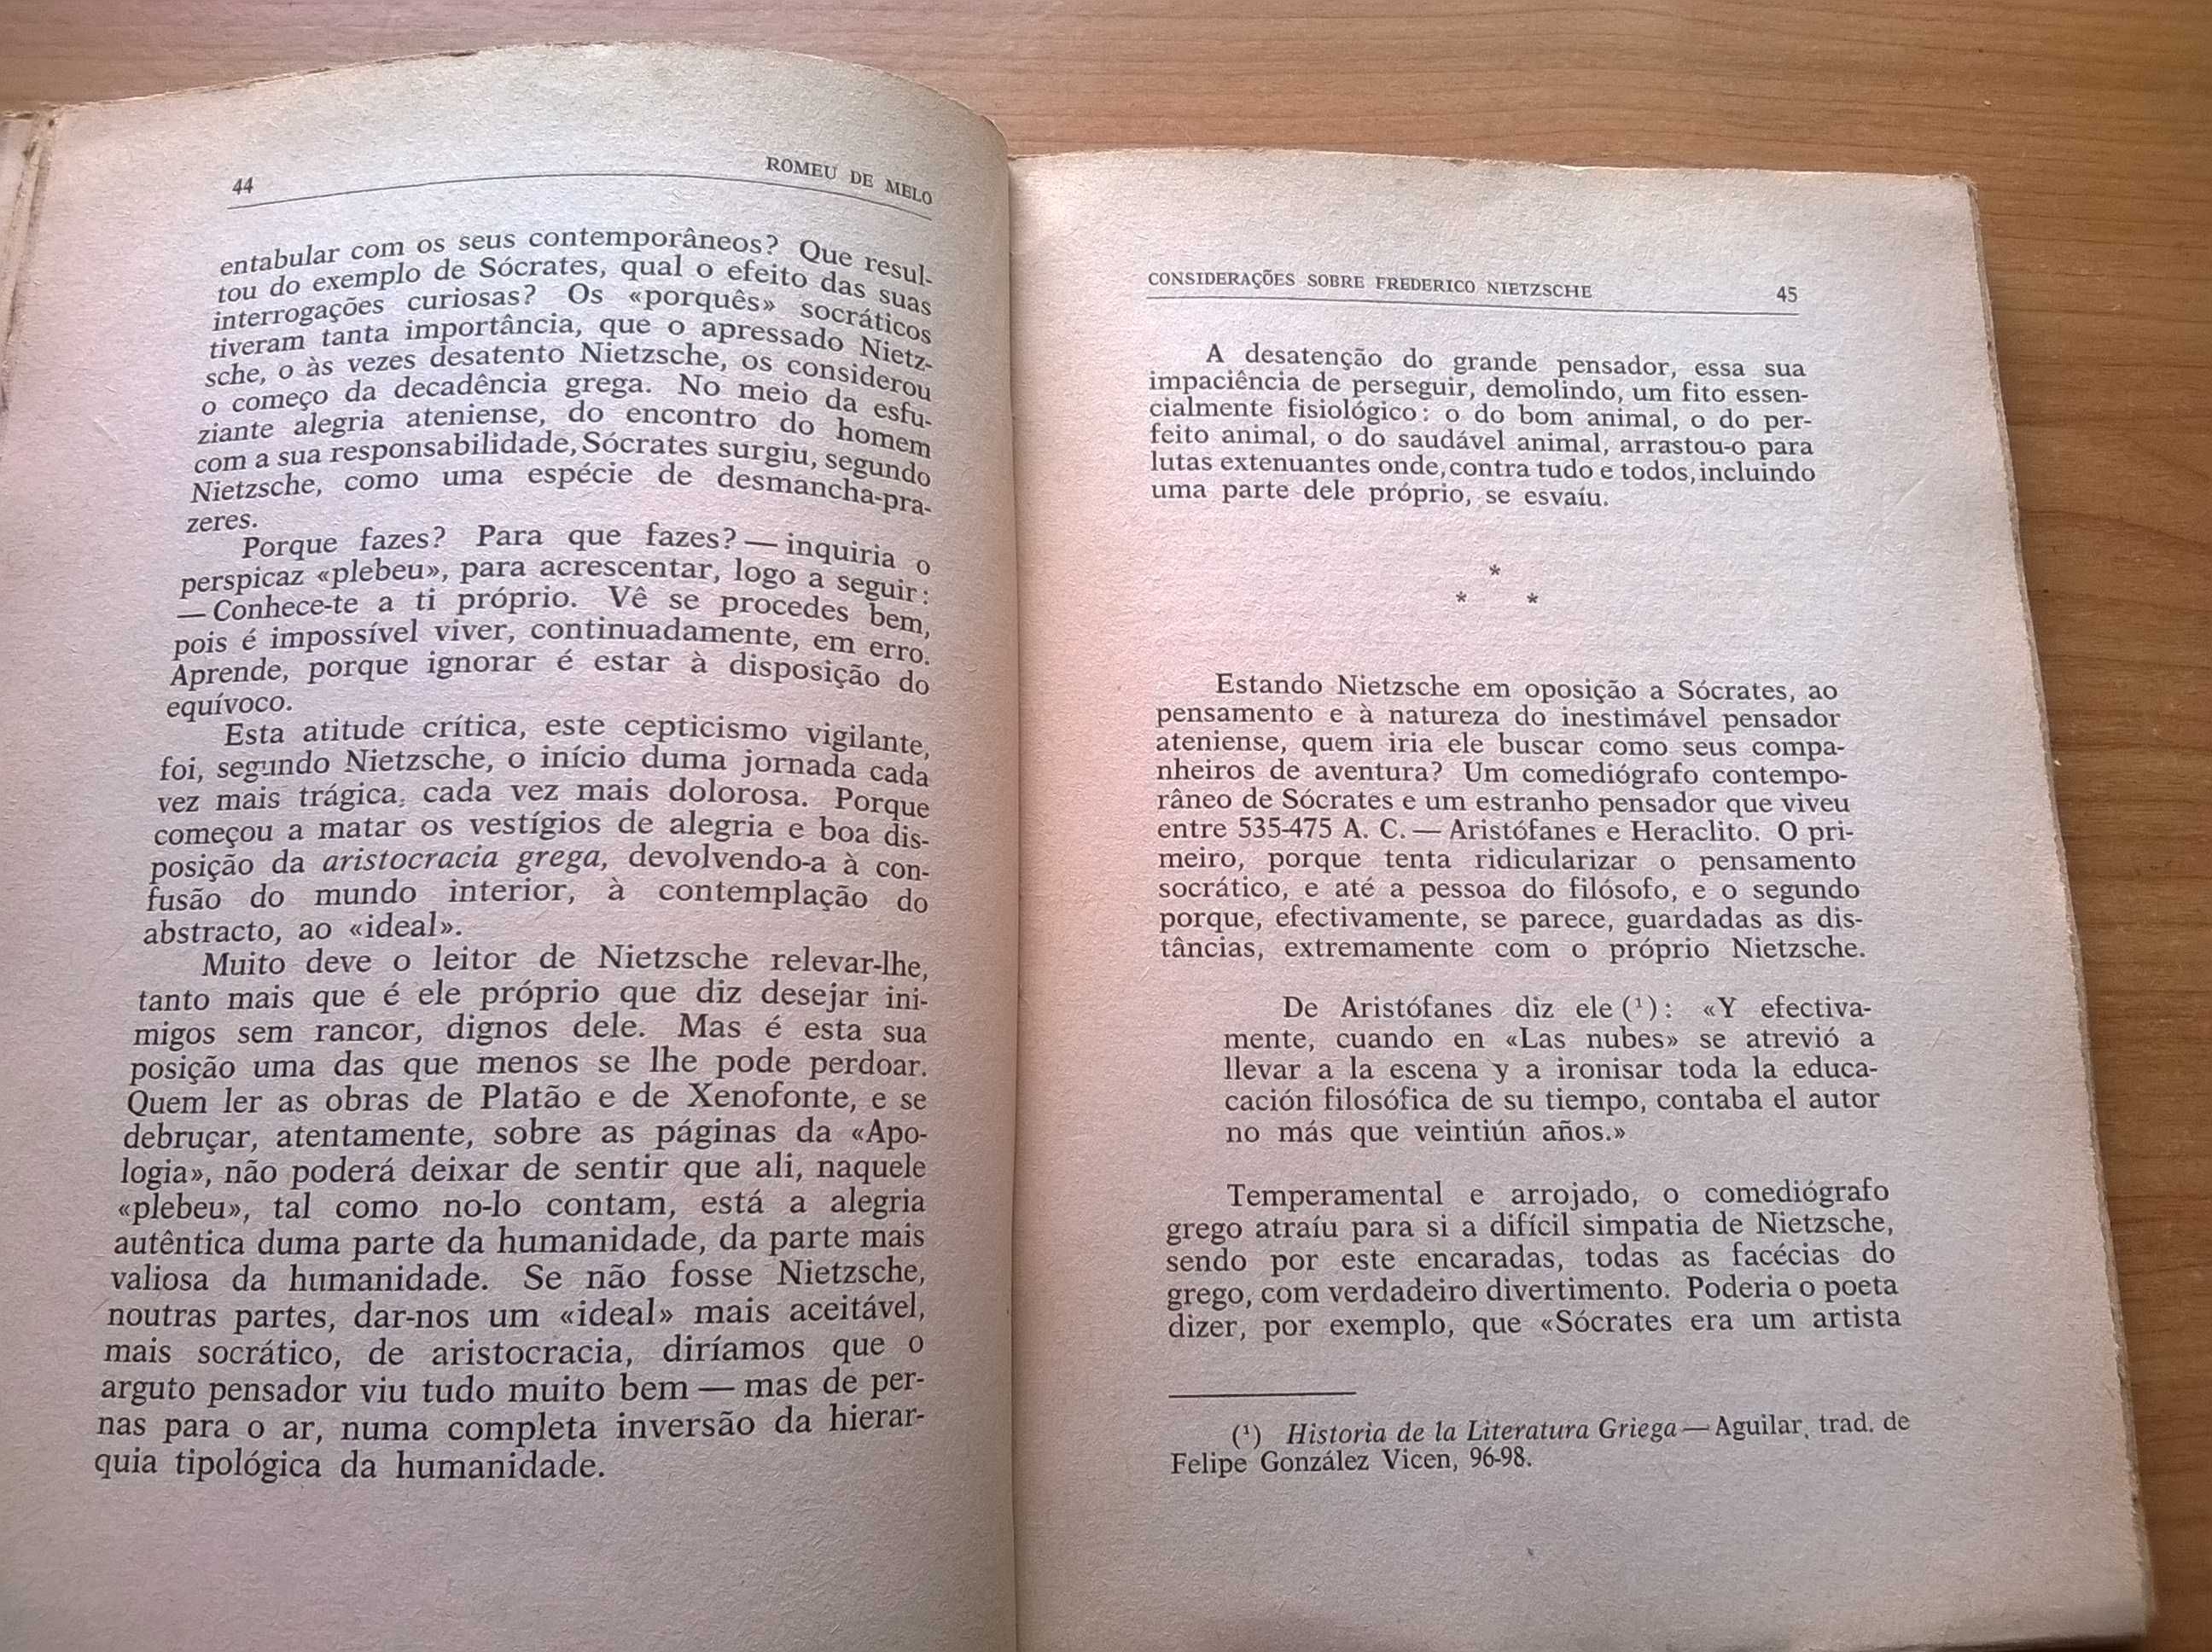 44
ROMEU DE MELO
entabular com os seus contemporâneos? Que resul-
tou do exemplo de Sócrates, qual o efeito das suas
interrogações curiosas? Os «porquês» socráticos
tiveram tanta importância, que o apressado Nietz-
sche, o às vezes desatento Nietzsche, os considerou
o começo da decadência grega. No meio da esfu-
ziante alegria ateniense, do encontro do homem
com a sua responsabilidade, Sócrates surgiu, segundo
Nietzsche, como uma espécie de desmancha-pra-
zeres.
Porque fazes? Para que fazes? — inquiria o
perspicaz «plebeu», para acrescentar, logo a seguir:
— Conhece-te a ti próprio. Vê se procedes bem,
pois é impossível viver, continuadamente, em erro.
Aprende, porque ignorar é estar à disposição do
equívoco.
Esta atitude crítica, este cepticismo vigilante,
foi, segundo Nietzsche, o início duma jornada cada
vez mais trágica, cada vez mais dolorosa. Porque
começou a matar os vestígios de alegria e boa dis-
posição da aristocracia grega, devolvendo-a à con-
fusão do mundo interior, à contemplação do
abstracto, ao «ideal».
Muito deve o leitor de Nietzsche relevar-lhe,
tanto mais que é ele próprio que diz desejar ini-
migos sem rancor, dignos dele. Mas é esta sua
posição uma das que menos se lhe pode perdoar.
Quem ler as obras de Platão e de Xenofonte, e se
debruçar, atentamente, sobre as páginas da «Apo-
logia», não poderá deixar de sentir que ali, naquele
«plebeu», tal como no-lo contam, está a alegria
autêntica duma parte da humanidade, da parte mais
valiosa da humanidade. Se não fosse Nietzsche,
noutras partes, dar-nos um «ideal» mais aceitável,
mais socrático, de aristocracia, diríamos que o
arguto pensador viu tudo muito bem — mas de per-
nas para o ar, numa completa inversão da hierar-
quia tipológica da humanidade.
CONSIDERAÇÕES SOBRE FREDERICO NIETZSCHE
45
A desatenção do grande pensador, essa sua
impaciência de perseguir, demolindo, um fito essen-
cialmente fisiológico: o do bom animal, o do per-
feito animal, o do saudável animal, arrastou-o para
lutas extenuantes onde, contra tudo e todos, incluindo
uma parte dele próprio, se esvaíu.
*
* *
Estando Nietzsche em oposição a Sócrates, ao
pensamento e à natureza do inestimável pensador
ateniense, quem iria ele buscar como seus compa-
nheiros de aventura? Um comediógrafo contempo-
râneo de Sócrates e um estranho pensador que viveu
entre 535-475 A. C. — Aristófanes e Heraclito. O pri-
meiro, porque tenta ridicularizar o pensamento
socrático, e até a pessoa do filósofo, e o segundo
porque, efectivamente, se parece, guardadas as dis-
tâncias, extremamente com o próprio Nietzsche.
De Aristófanes diz ele (¹): «Y efectiva-
mente, cuando en «Las nubes» se atrevió a
llevar a la escena y a ironisar toda la educa-
cación filosófica de su tiempo, contaba el autor
no más que veintiún años.»
Temperamental e arrojado, o comediógrafo
grego atraíu para si a difícil simpatia de Nietzsche,
sendo por este encaradas, todas as facécias do
grego, com verdadeiro divertimento. Poderia o poeta
dizer, por exemplo, que «Sócrates era um artista
(¹) Historia de la Literatura Griega — Aguilar, trad. de
Felipe González Vicen, 96-98.